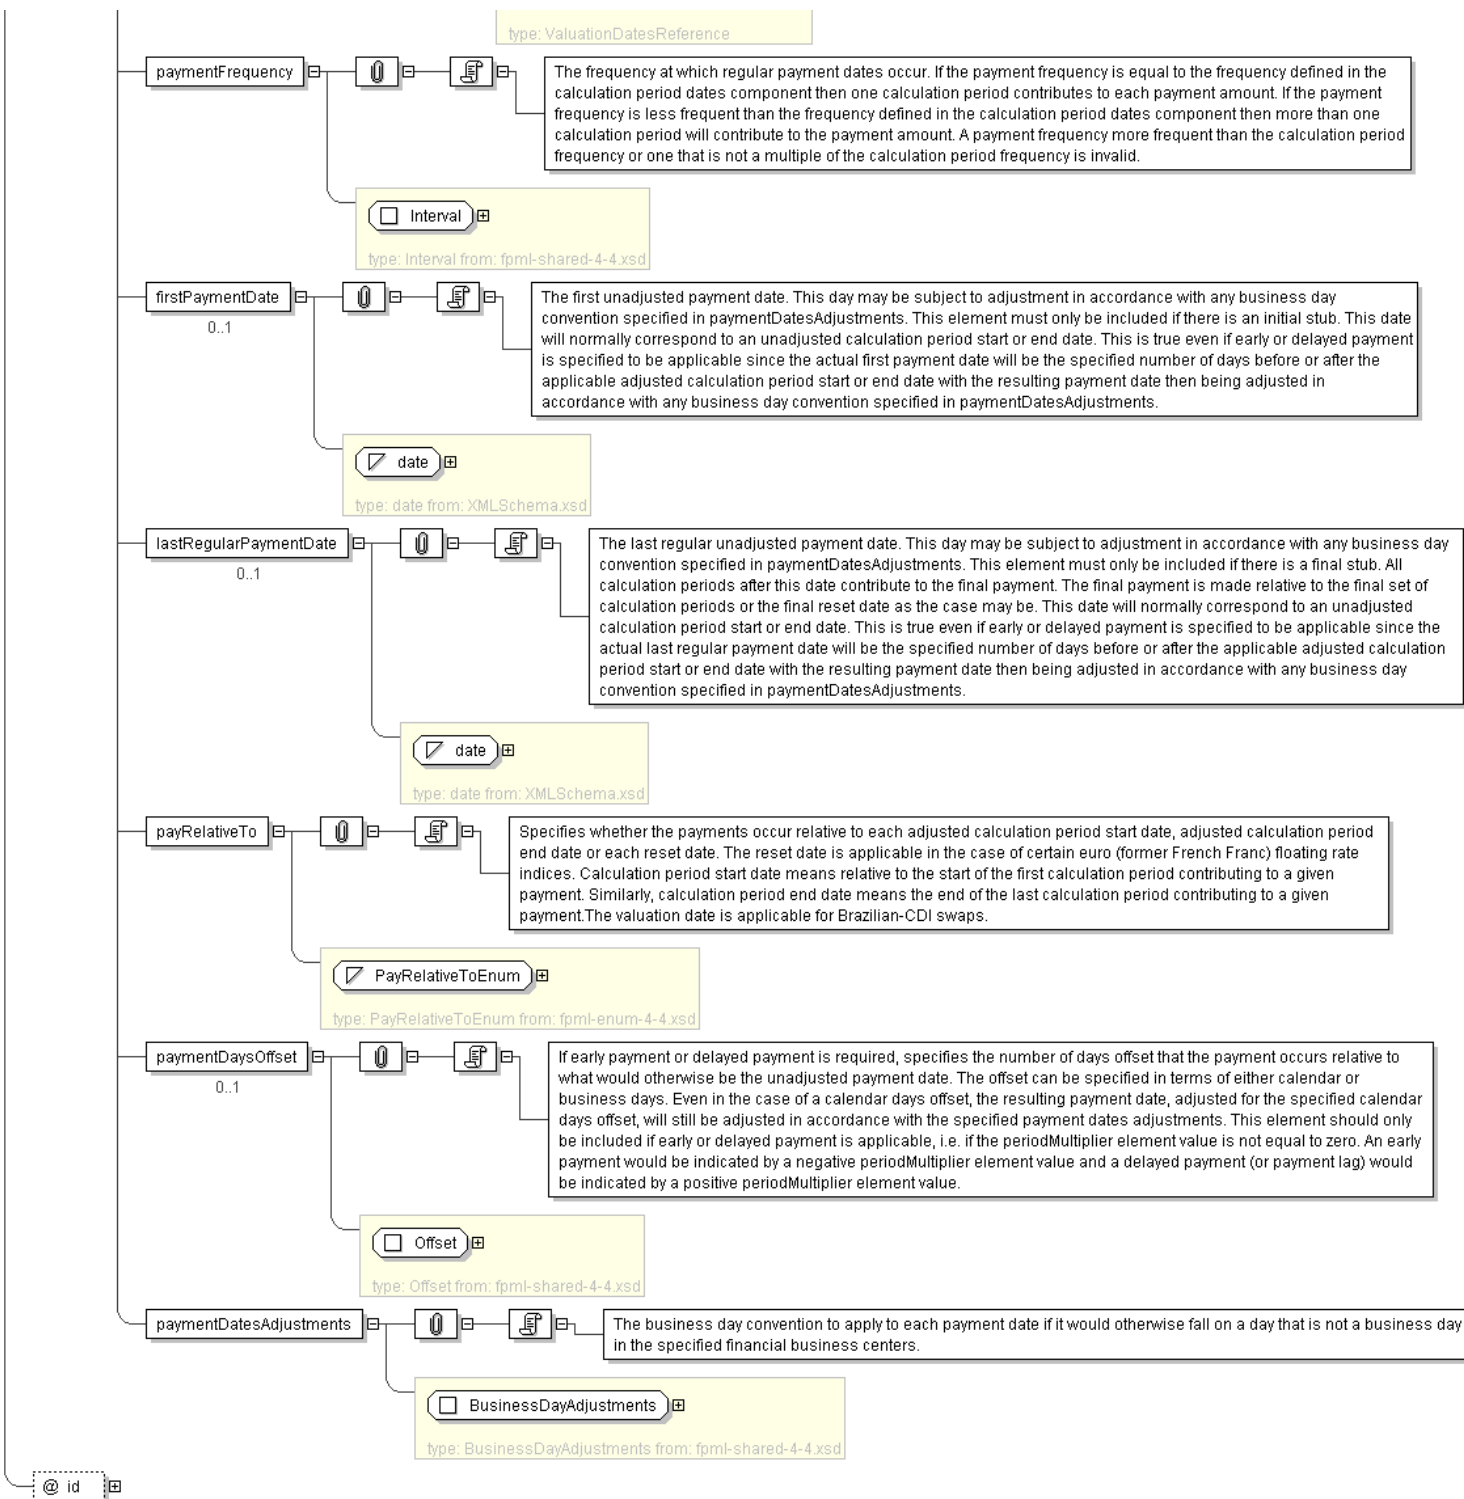 type: ValuationDatesReference
paymentFrequency
The frequency at which regular payment dates occur. If the payment frequency is equal to the frequency defined in the
calculation period dates component then one calculation period contributes to each payment amount. If the payment
frequency is less frequent than the frequency defined in the calculation period dates component then more than one
calculation period will contribute to the payment amount. A payment frequency more frequent than the calculation period
frequency or one that is not a multiple of the calculation period frequency is invalid.
Interval
type: Interval from: fpml-shared-4-4.xsd
firstPaymentDate
0..1
The first unadjusted payment date. This day may be subject to adjustment in accordance with any business day
convention specified in paymentDatesAdjustments. This element must only be included if there is an initial stub. This date
will normally correspond to an unadjusted calculation period start or end date. This is true even if early or delayed payment
is specified to be applicable since the actual first payment date will be the specified number of days before or after the
applicable adjusted calculation period start or end date with the resulting payment date then being adjusted in
accordance with any business day convention specified in paymentDatesAdjustments.
date
type: date from: XMLSchema.xsd
lastRegularPaymentDate
0..1
The last regular unadjusted payment date. This day may be subject to adjustment in accordance with any business day
convention specified in paymentDatesAdjustments. This element must only be included if there is a final stub. All
calculation periods after this date contribute to the final payment. The final payment is made relative to the final set of
calculation periods or the final reset date as the case may be. This date will normally correspond to an unadjusted
calculation period start or end date. This is true even if early or delayed payment is specified to be applicable since the
actual last regular payment date will be the specified number of days before or after the applicable adjusted calculation
period start or end date with the resulting payment date then being adjusted in accordance with any business day
convention specified in paymentDatesAdjustments.
date
type: date from: XMLSchema.xsd
payRelativeTo
Specifies whether the payments occur relative to each adjusted calculation period start date, adjusted calculation period
end date or each reset date. The reset date is applicable in the case of certain euro (former French Franc) floating rate
indices. Calculation period start date means relative to the start of the first calculation period contributing to a given
payment. Similarly, calculation period end date means the end of the last calculation period contributing to a given
payment.The valuation date is applicable for Brazilian-CDI swaps.
PayRelativeToEnum
type: PayRelativeToEnum from: fpml-enum-4-4.xsd
paymentDaysOffset
0..1
If early payment or delayed payment is required, specifies the number of days offset that the payment occurs relative to
what would otherwise be the unadjusted payment date. The offset can be specified in terms of either calendar or
business days. Even in the case of a calendar days offset, the resulting payment date, adjusted for the specified calendar
days offset, will still be adjusted in accordance with the specified payment dates adjustments. This element should only
be included if early or delayed payment is applicable, i.e. if the periodMultiplier element value is not equal to zero. An early
payment would be indicated by a negative periodMultiplier element value and a delayed payment (or payment lag) would
be indicated by a positive periodMultiplier element value.
Offset
type: Offset from: fpml-shared-4-4.xsd
paymentDatesAdjustments
The business day convention to apply to each payment date if it would otherwise fall on a day that is not a business day
in the specified financial business centers.
BusinessDayAdjustments
type: BusinessDayAdjustments from: fpml-shared-4-4.xsd
@ id